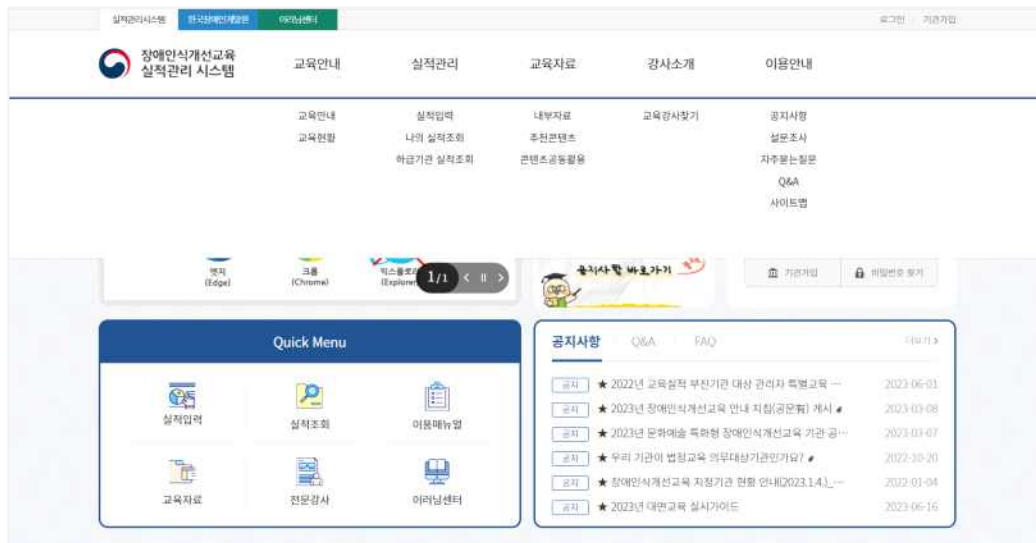 실적관리시스템 한국장애인개발원 이러닝센터 로그인 기관가입
장애인식개선교육
실적관리 시스템
교육안내 실적관리 교육자료 강사소개 이용안내
교육안내 실적입력 내부자료 교육강사찾기 공지사항
교육현황 나의 실적조회 추천콘텐츠 설문조사
하급기관 실적조회 콘텐츠공동활용 자주묻는질문
Q&A
사이트맵
엣지
(Edge)
크롬
(Chrome)
익스플로러
(Explorer
1/1
공지사항 바로가기
기관가입 비밀번호 찾기
Quick Menu
실적입력 실적조회 이용매뉴얼
교육자료 전문강사 이러닝센터
공지사항 Q&A FAQ 더보기
공지 ★ 2022년 교육실적 부진기관 대상 관리자 특별교육 ··· 2023-06-01
공지 ★ 2023년 장애인식개선교육 안내 지침(공문有) 게시 2023-03-08
공지 ★ 2023년 문화예술 특화형 장애인식개선교육 기관 공··· 2023-03-07
공지 ★ 우리 기관이 법정교육 의무대상기관인가요? 2022-10-20
공지 ★ 장애인식개선교육 지정기관 현황 안내(2023.1.4.)_··· 2022-01-04
공지 ★ 2023년 대면교육 실시가이드 2023-06-16